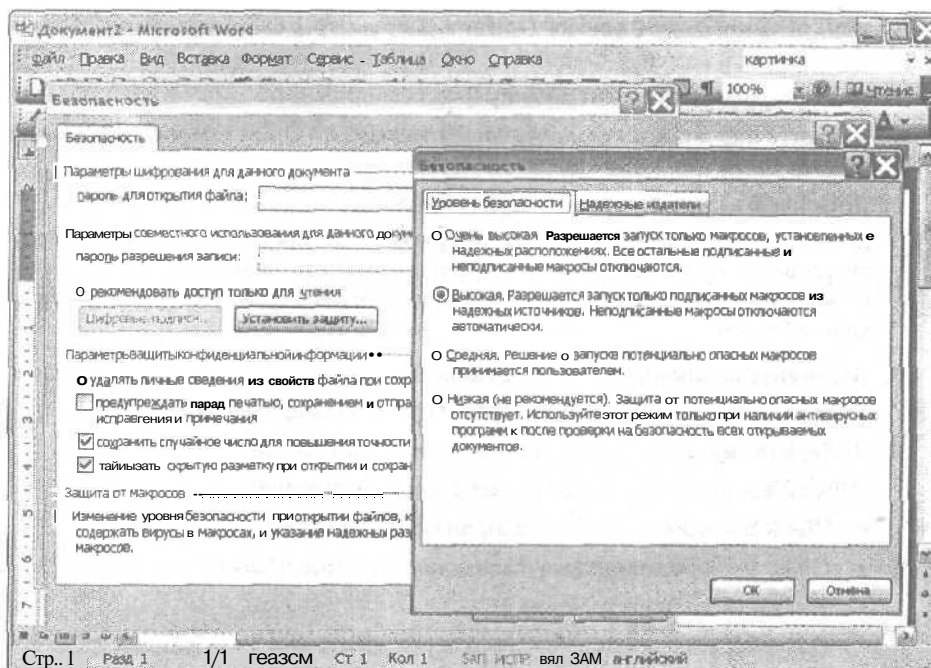 Документ2 - Microsoft Word
файл Правка Вид Вставка Формат Сервис - Таблица Окно Справка картинка
100% Чтение
Безопасность
Безопасность
Параметры шифрования для данного документа
пароль для открытия файла:
Параметры совместного использования для данного докум
пароль разрешения записи:
О рекомендовать доступ только для чтения
Цифровые подписи... Установить защиту...
Параметры защиты конфиденциальной информации ••
О удалять личные сведения из свойств файла при сохр
предупреждать парад печатью, сохранением и отпра
исправгения и примечания
сохранить случайное число для повышения точности
тайиызать скрытую разметку при открытии и сохран
Защита от макросов
Изменение уровня безопасности при открытии файлов, к
содержать вирусы в макросах, и указание надежных раз
макросов.
Безопасность
Уровень безопасности Надежные издатели
О Очень высокая Разрешается запуск только макросов, установленных е
надежных расположениях. Все остальные подписанные и
неподписанные макросы отключаются.
Высокая. Разрешается запуск только подписанных макросов из
надежных источников. Неподписанные макросы отключаются
автоматически.
О Средняя. Решение о запуске потенциально опасных макросов
принимается пользователем.
О Низкая (не рекомендуется). Защита от потенциально опасных макросов
отсутствует. Используйте этот режим только при наличии антивирусных
программ к после проверки на безопасность всех открываемых
документов.
OK Отмена
Стр.. 1 Разд 1 1/1 геазсм Ст 1 Кол 1 ЗАП ИСПР вял ЗАМ английский